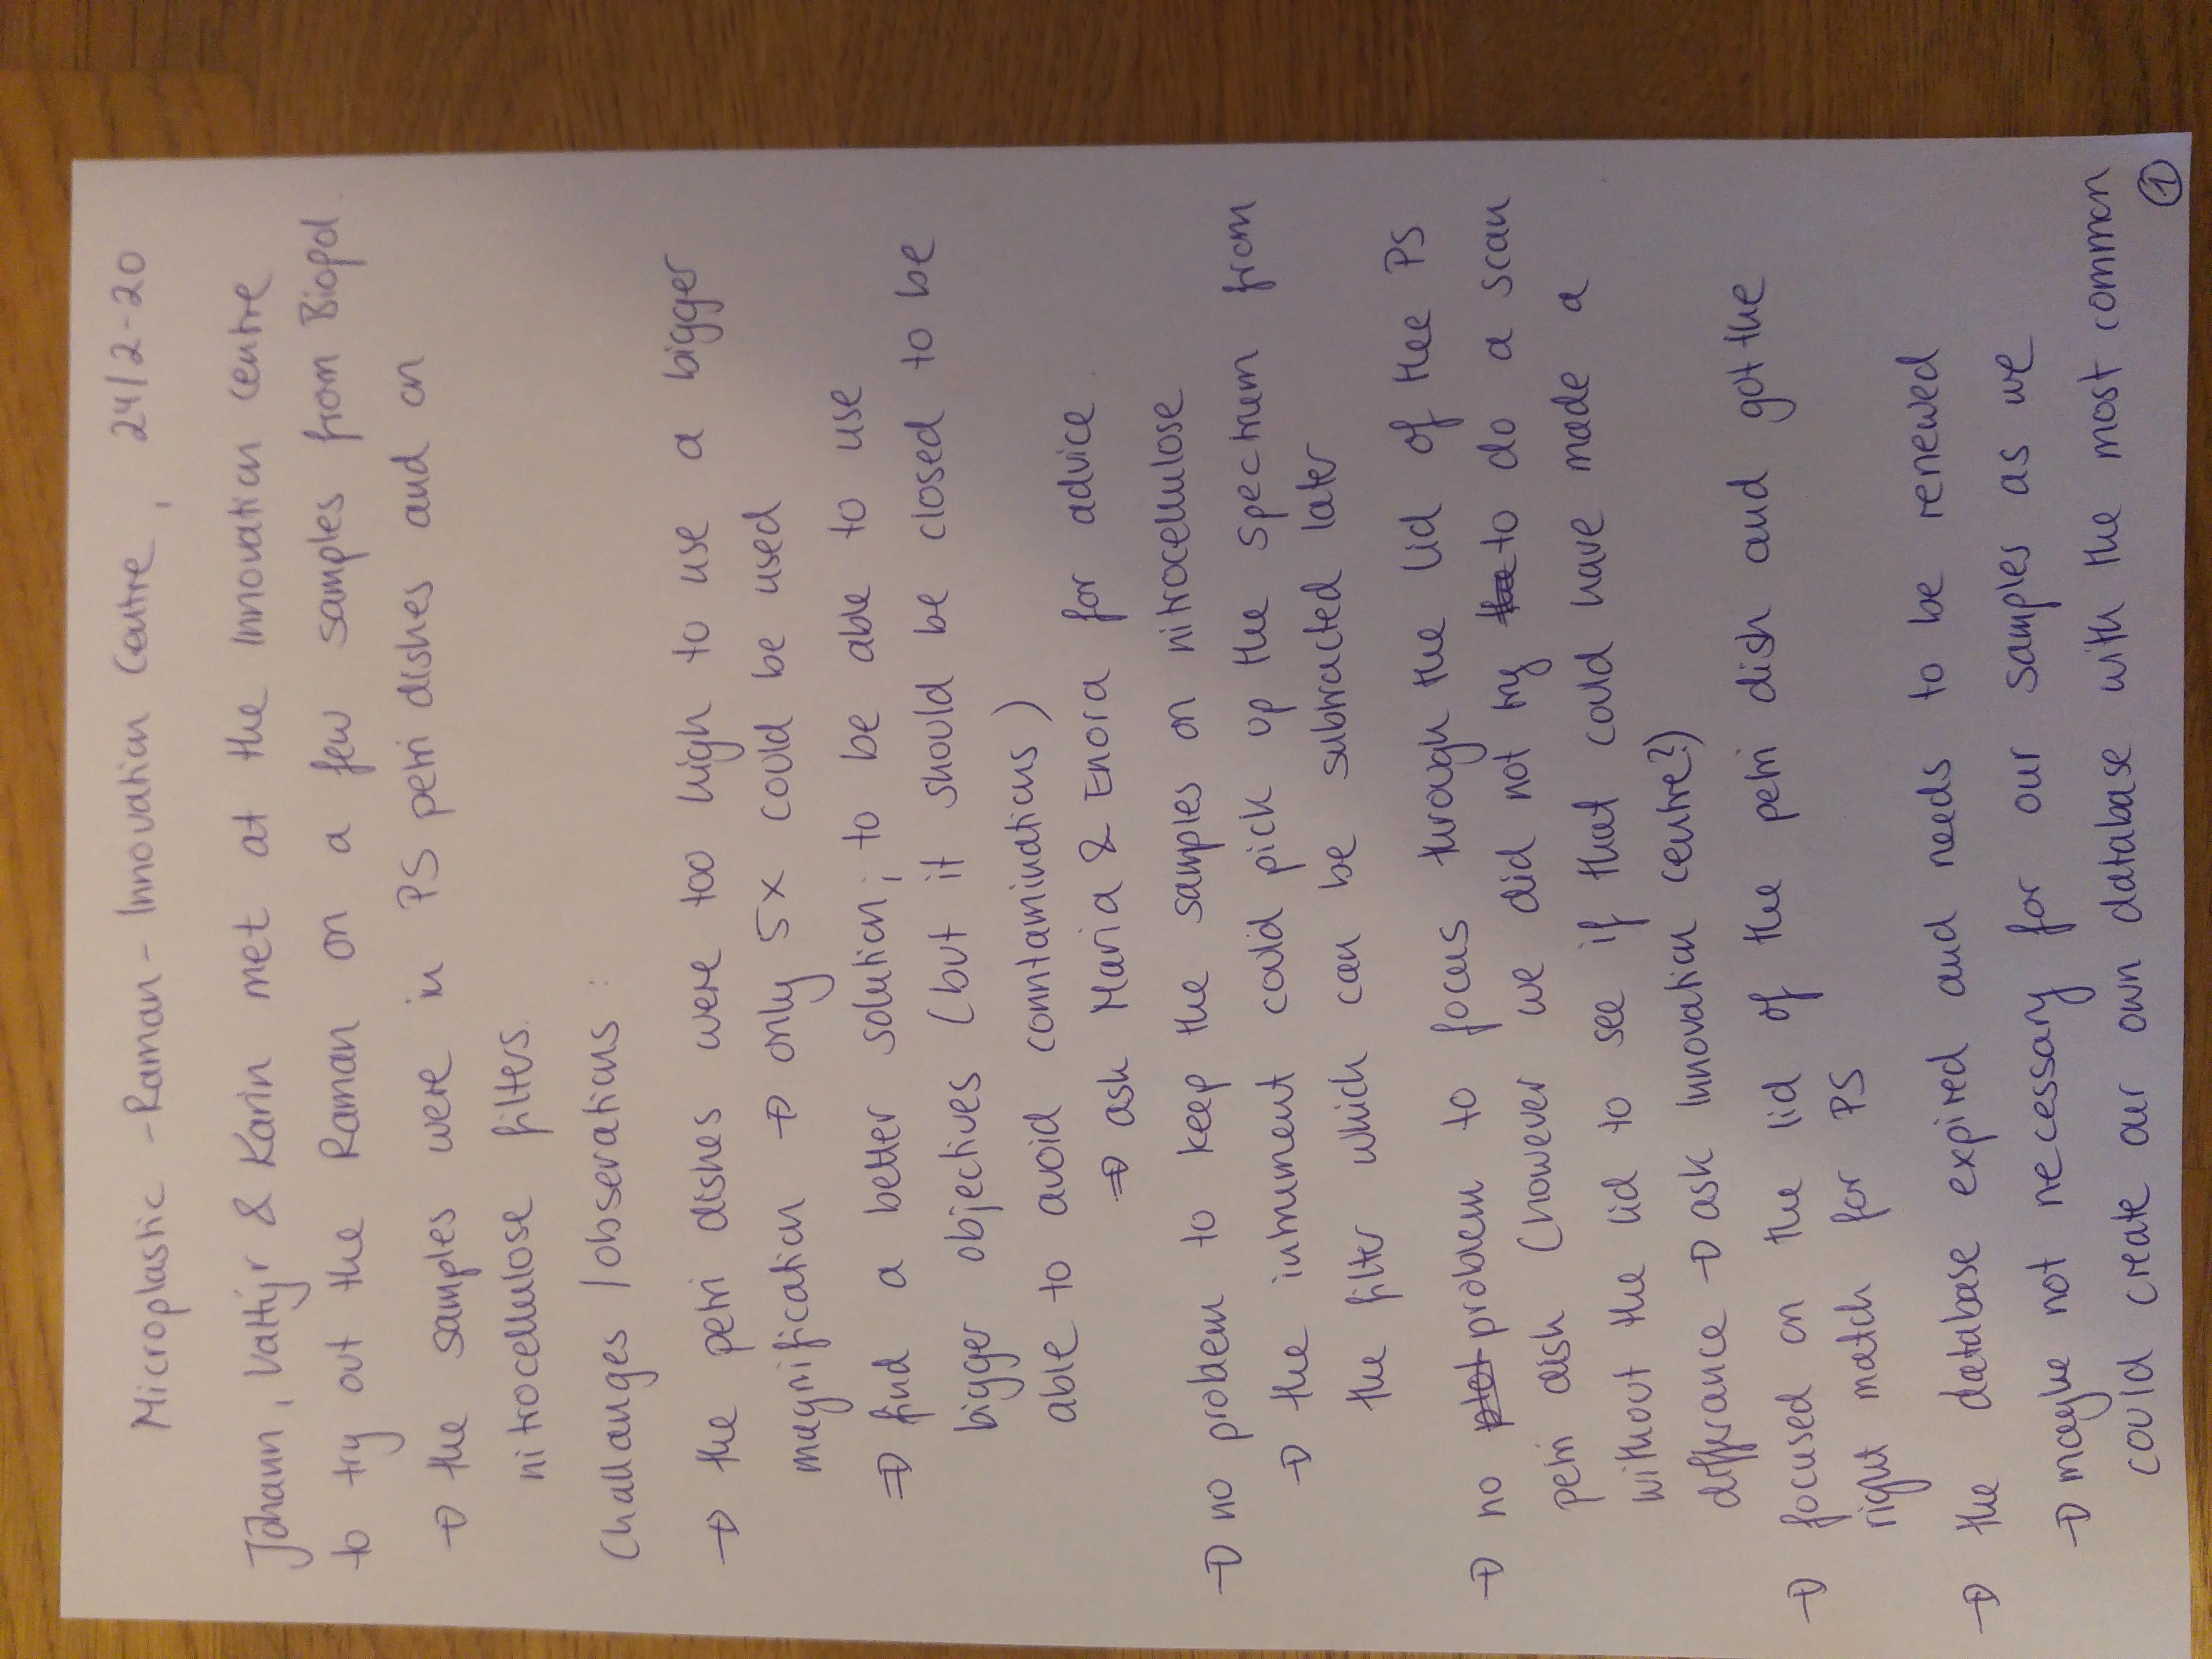 Microplastic - Raman - Innovation Centre, 24/2-20
Jóhann, Valtýr & Karin met at the Innovation centre
to try out the Raman on a few samples from Biopol.
→ the samples were in PS petri dishes and on
nitrocellulose filters.
Challanges / obserations:
→ the petri dishes were too high to use a bigger
magnification → only 5x could be used
⇒ find a better solution; to be able to use
bigger objectives (but it should be closed to be
able to avoid conntaminations)
⇒ ask Maria & Enora for advice.
→ no problem to keep the samples on nitrocellulose
→ the intrument could pick up the spectrum from
the filter which can be subtracted later
→ no plot problem to focus through the lid of thee PS
petri dish (however we did not try the to do a scan
without the lid to see if that could have made a
differance → ask Innovation centre?)
→ focused on the lid of the petri dish and got the
right match for PS
→ the database expired and needs to be renewed
→ maybe not necessary for our samples as we
could create our own database with the most common
1